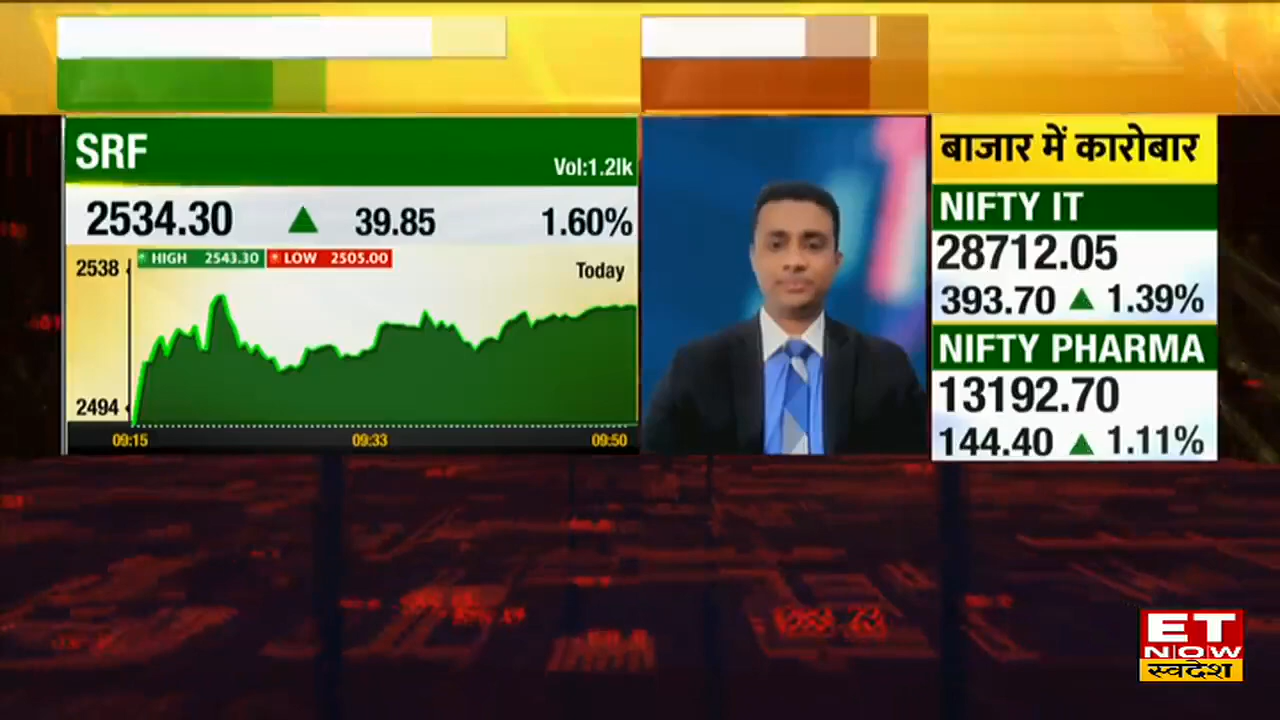 SRF
Vol:1.2lk
2534.30 ▲ 39.85 1.60%
HIGH 2543.30 LOW 2505.00
Today
2538
2494
09:15 09:33 09:50
बाजार में कारोबार
NIFTY IT
28712.05
393.70 ▲ 1.39%
NIFTY PHARMA
13192.70
144.40 ▲ 1.11%
ET
NOW
स्वदेश